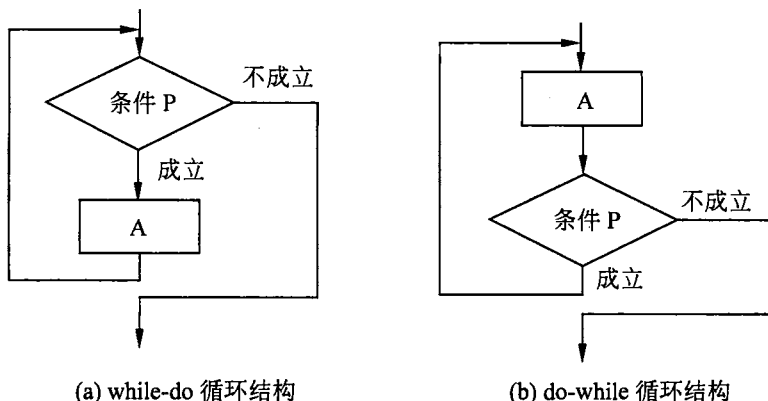 条件 P
不成立
成立
A
(a) while-do 循环结构
A
条件 P
不成立
成立
(b) do-while 循环结构